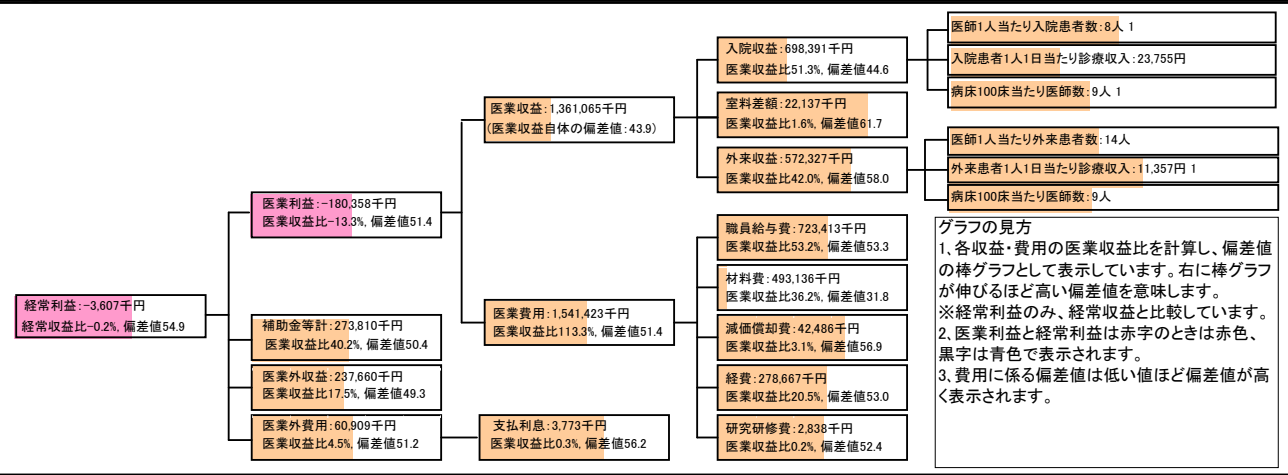 経常利益:-3,607千円
経常収益比-0.2%, 偏差値54.9
医業利益:-180,358千円
医業収益比-13.3%, 偏差値51.4
補助金等計:273,810千円
医業収益比40.2%, 偏差値50.4
医業外収益:237,660千円
医業収益比17.5%, 偏差値49.3
医業外費用:60,909千円
医業収益比4.5%, 偏差値51.2
医業収益:1,361,065千円
(医業収益自体の偏差値:43.9)
医業費用:1,541,423千円
医業収益比113.3%, 偏差値51.4
支払利息:3,773千円
医業収益比0.3%, 偏差値56.2
入院収益:698,391千円
医業収益比51.3%, 偏差値44.6
室料差額:22,137千円
医業収益比1.6%, 偏差値61.7
外来収益:572,327千円
医業収益比42.0%, 偏差値58.0
職員給与費:723,413千円
医業収益比53.2%, 偏差値53.3
材料費:493,136千円
医業収益比36.2%, 偏差値31.8
減価償却費:42,486千円
医業収益比3.1%, 偏差値56.9
経費:278,667千円
医業収益比20.5%, 偏差値53.0
研究研修費:2,838千円
医業収益比0.2%, 偏差値52.4
医師1人当たり入院患者数:8人 1
入院患者1人1日当たり診療収入:23,755円
病床100床当たり医師数:9人 1
医師1人当たり外来患者数:14人
外来患者1人1日当たり診療収入:11,357円 1
病床100床当たり医師数:9人
グラフの見方
1、各収益・費用の医業収益比を計算し、偏差値
の棒グラフとして表示しています。右に棒グラフ
が伸びるほど高い偏差値を意味します。
※経常利益のみ、経常収益と比較しています。
2、医業利益と経常利益は赤字のときは赤色、
黒字は青色で表示されます。
3、費用に係る偏差値は低い値ほど偏差値が高
く表示されます。